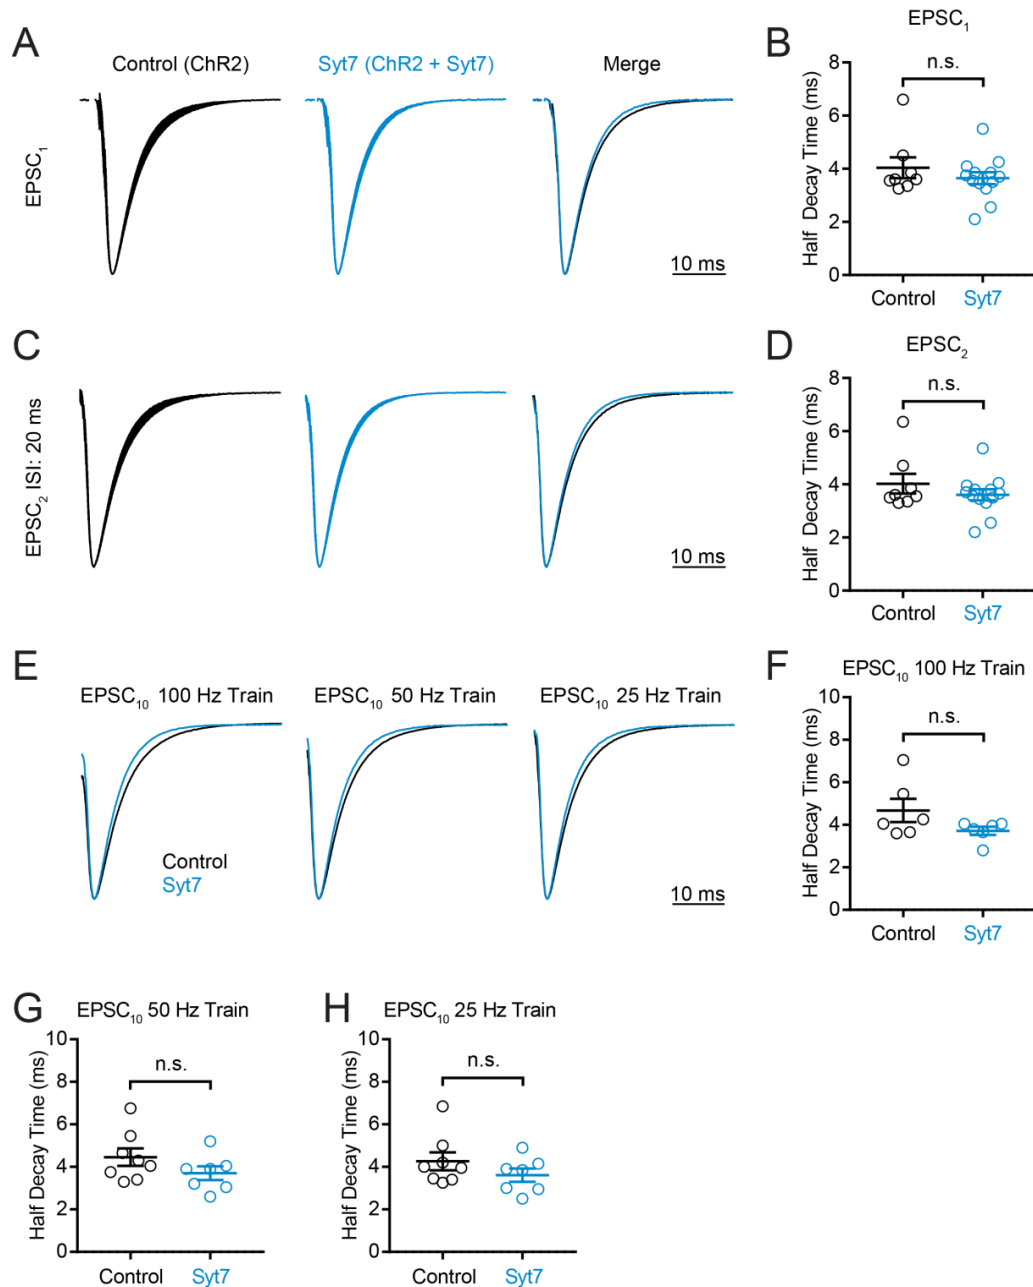 A
Control (ChR2)
Syt7 (ChR2 + Syt7)
Merge
EPSC₁
10 ms
B
EPSC₁
n.s.
Half Decay Time (ms)
8
6
4
2
0
Control
Syt7
C
EPSC₂ ISI: 20 ms
10 ms
D
EPSC₂
n.s.
Half Decay Time (ms)
8
6
4
2
0
Control
Syt7
E
EPSC₁₀ 100 Hz Train
EPSC₁₀ 50 Hz Train
EPSC₁₀ 25 Hz Train
Control
Syt7
10 ms
F
EPSC₁₀ 100 Hz Train
n.s.
Half Decay Time (ms)
10
8
6
4
2
0
Control
Syt7
G
EPSC₁₀ 50 Hz Train
n.s.
Half Decay Time (ms)
10
8
6
4
2
0
Control
Syt7
H
EPSC₁₀ 25 Hz Train
n.s.
Half Decay Time (ms)
10
8
6
4
2
0
Control
Syt7